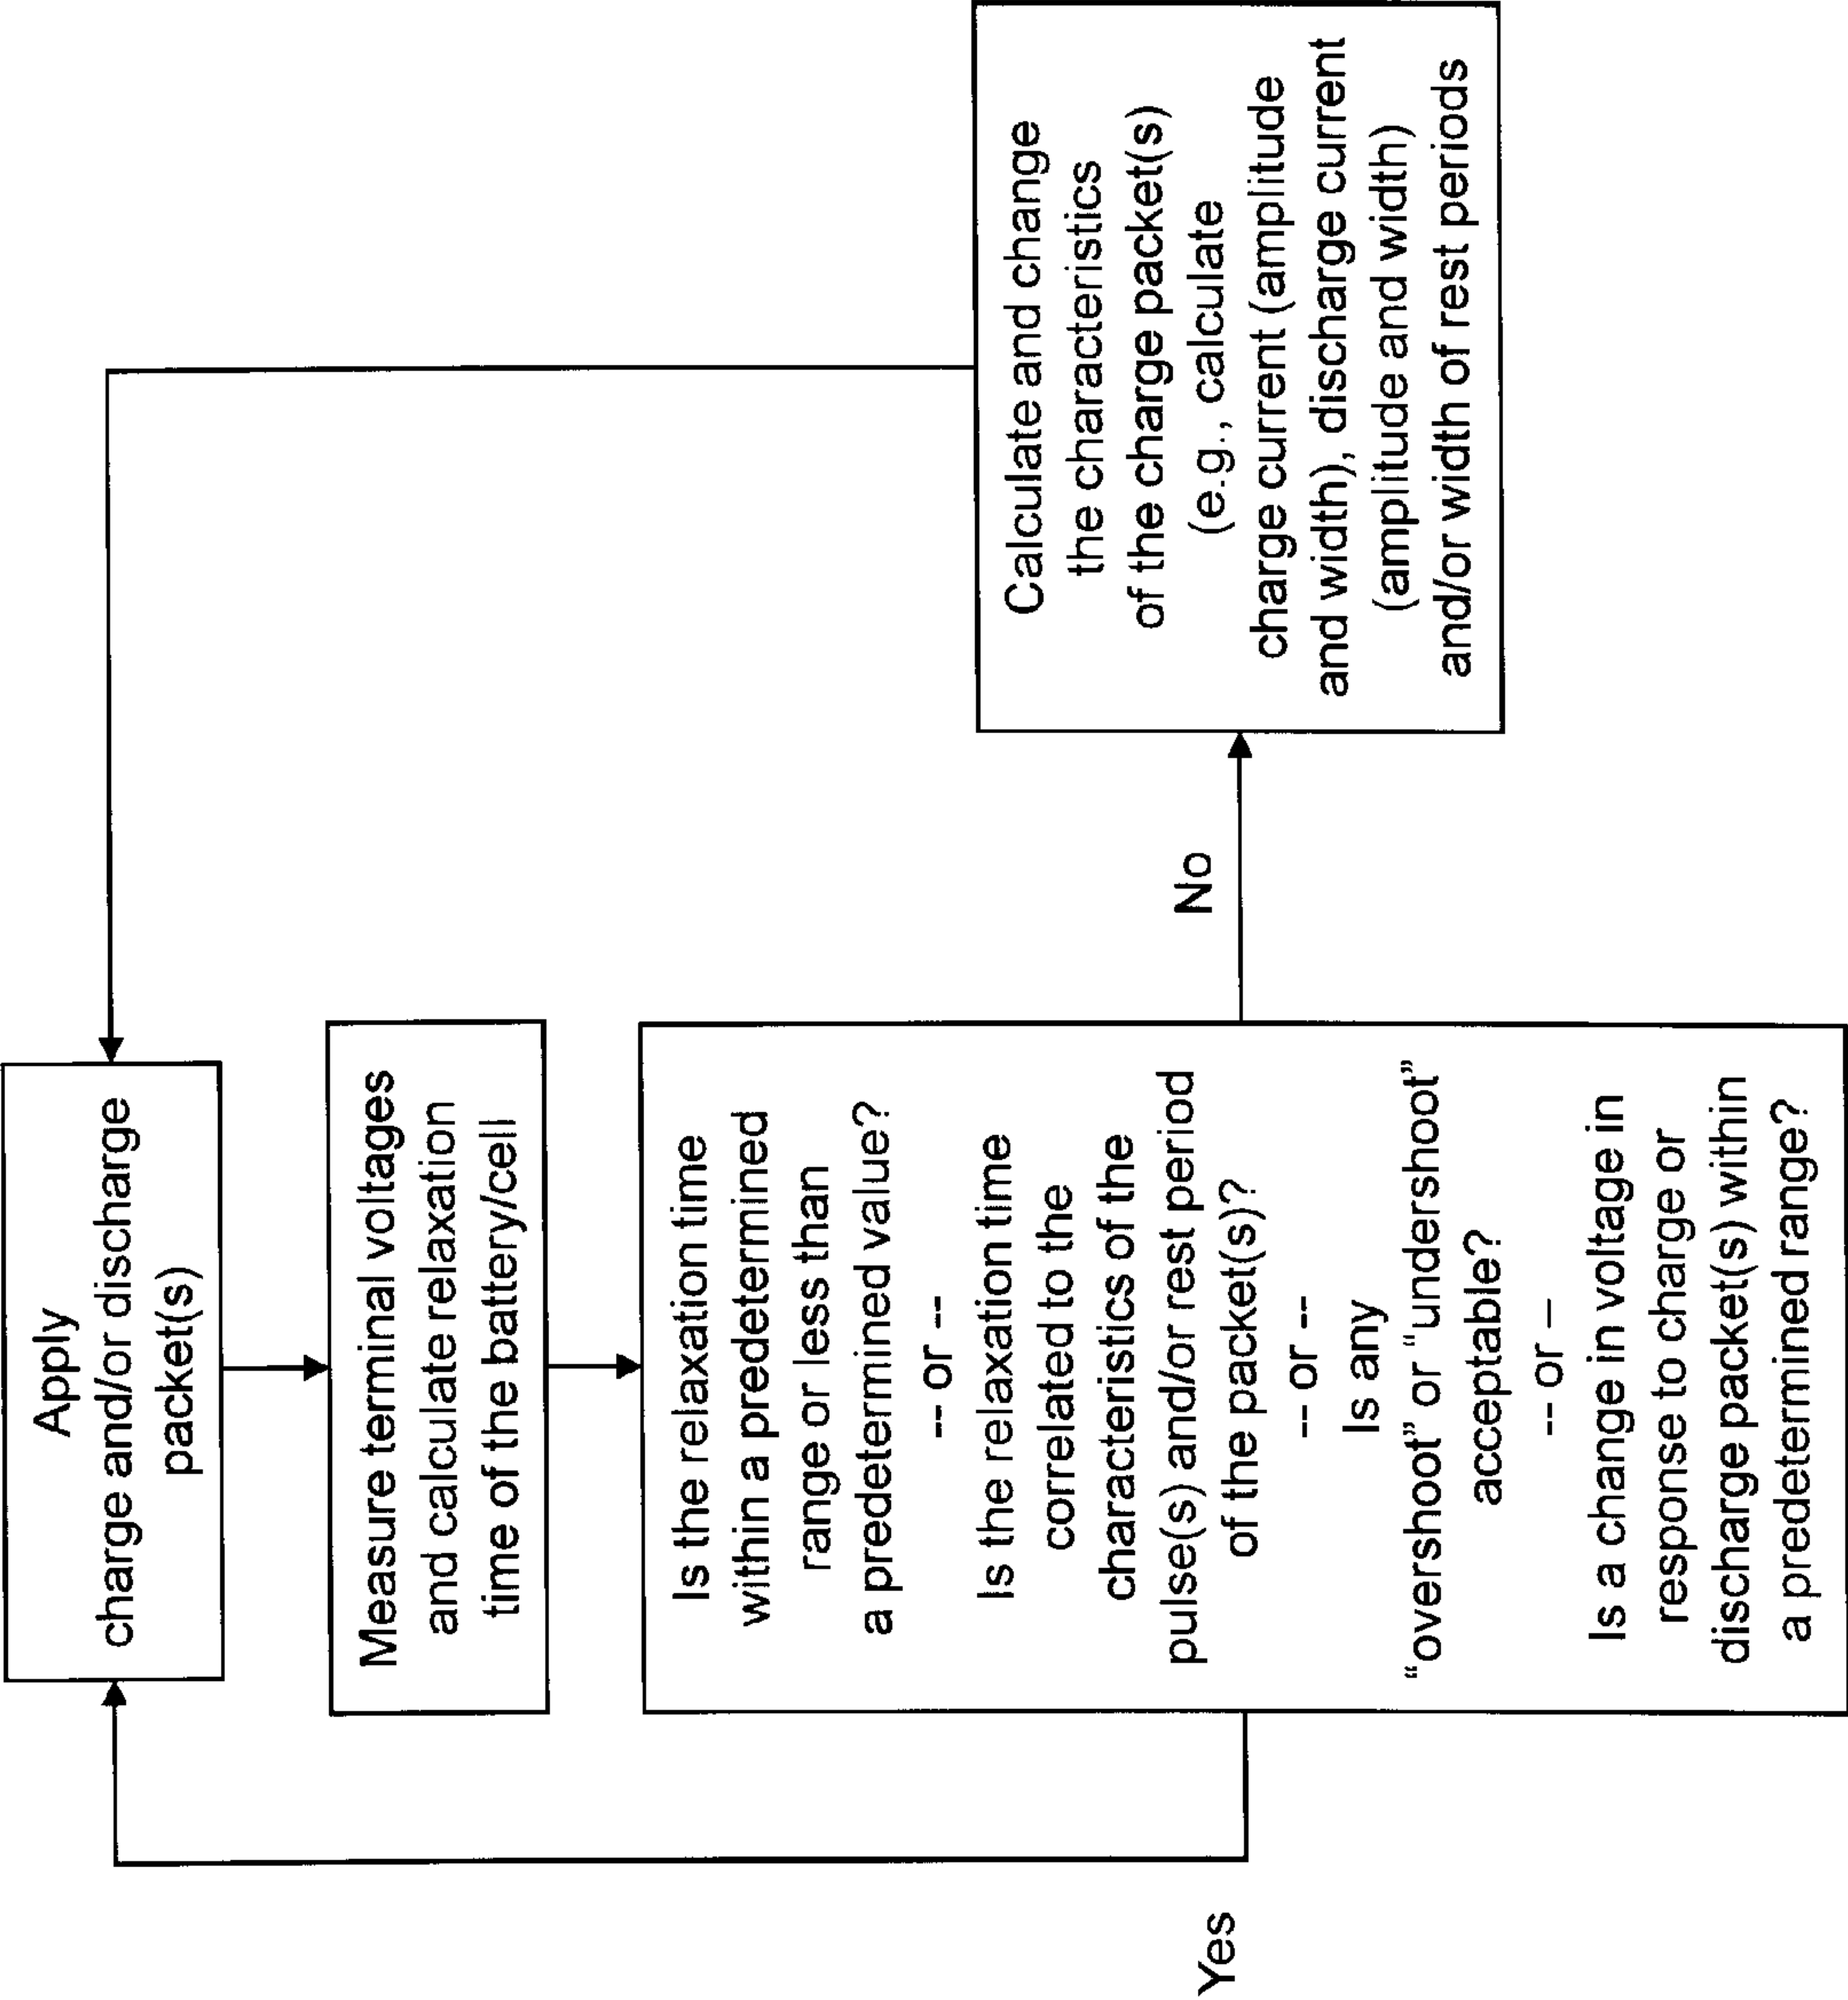 Apply
charge and/or discharge
packet(s)
Measure terminal voltages
and calculate relaxation
time of the battery/cell
Is the relaxation time
within a predetermined
range or less than
a predetermined value?
-- or --
Is the relaxation time
correlated to the
characteristics of the
pulse(s) and/or rest period
of the packet(s)?
-- or --
Is any
“overshoot” or “undershoot”
acceptable?
-- or –
Is a change in voltage in
response to charge or
discharge packet(s) within
a predetermined range?
Yes
No
Calculate and change
the characteristics
of the charge packet(s)
(e.g., calculate
charge current (amplitude
and width), discharge current
(amplitude and width)
and/or width of rest periods